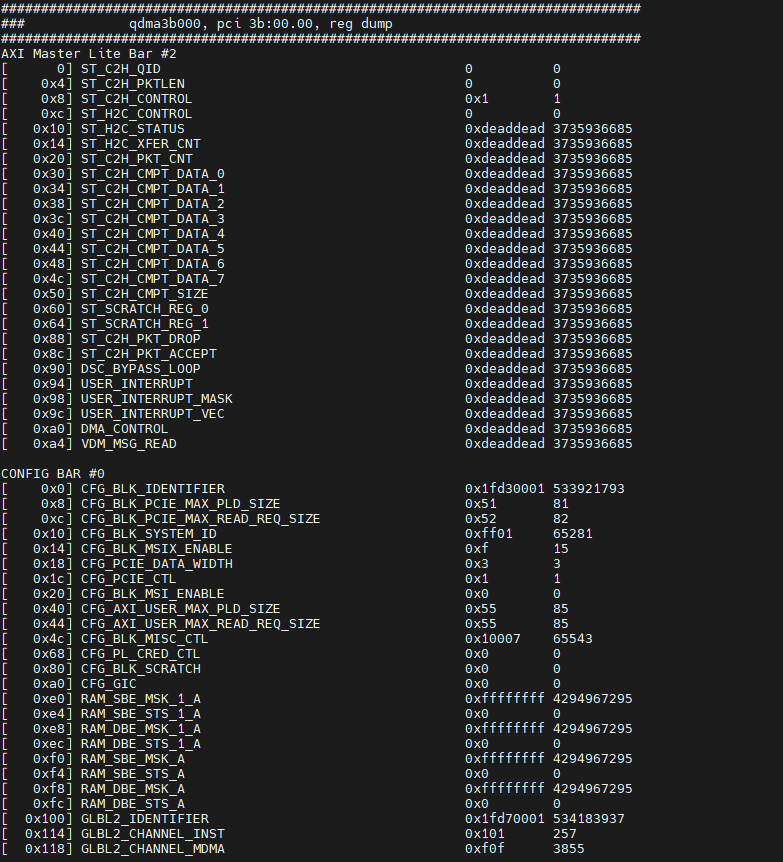 ################################################################################
### qdma3b000, pci 3b:00.00, reg dump
################################################################################
AXI Master Lite Bar #2
[ 0] ST_C2H_QID 0 0
[ 0x4] ST_C2H_PKTLEN 0 0
[ 0x8] ST_C2H_CONTROL 0x1 1
[ 0xc] ST_H2C_CONTROL 0 0
[ 0x10] ST_H2C_STATUS 0xdeaddead 3735936685
[ 0x14] ST_H2C_XFER_CNT 0xdeaddead 3735936685
[ 0x20] ST_C2H_PKT_CNT 0xdeaddead 3735936685
[ 0x30] ST_C2H_CMPT_DATA_0 0xdeaddead 3735936685
[ 0x34] ST_C2H_CMPT_DATA_1 0xdeaddead 3735936685
[ 0x38] ST_C2H_CMPT_DATA_2 0xdeaddead 3735936685
[ 0x3c] ST_C2H_CMPT_DATA_3 0xdeaddead 3735936685
[ 0x40] ST_C2H_CMPT_DATA_4 0xdeaddead 3735936685
[ 0x44] ST_C2H_CMPT_DATA_5 0xdeaddead 3735936685
[ 0x48] ST_C2H_CMPT_DATA_6 0xdeaddead 3735936685
[ 0x4c] ST_C2H_CMPT_DATA_7 0xdeaddead 3735936685
[ 0x50] ST_C2H_CMPT_SIZE 0xdeaddead 3735936685
[ 0x60] ST_SCRATCH_REG_0 0xdeaddead 3735936685
[ 0x64] ST_SCRATCH_REG_1 0xdeaddead 3735936685
[ 0x88] ST_C2H_PKT_DROP 0xdeaddead 3735936685
[ 0x8c] ST_C2H_PKT_ACCEPT 0xdeaddead 3735936685
[ 0x90] DSC_BYPASS_LOOP 0xdeaddead 3735936685
[ 0x94] USER_INTERRUPT 0xdeaddead 3735936685
[ 0x98] USER_INTERRUPT_MASK 0xdeaddead 3735936685
[ 0x9c] USER_INTERRUPT_VEC 0xdeaddead 3735936685
[ 0xa0] DMA_CONTROL 0xdeaddead 3735936685
[ 0xa4] VDM_MSG_READ 0xdeaddead 3735936685
CONFIG BAR #0
[ 0x0] CFG_BLK_IDENTIFIER 0x1fd30001 533921793
[ 0x8] CFG_BLK_PCIE_MAX_PLD_SIZE 0x51 81
[ 0xc] CFG_BLK_PCIE_MAX_READ_REQ_SIZE 0x52 82
[ 0x10] CFG_BLK_SYSTEM_ID 0xff01 65281
[ 0x14] CFG_BLK_MSIX_ENABLE 0xf 15
[ 0x18] CFG_PCIE_DATA_WIDTH 0x3 3
[ 0x1c] CFG_PCIE_CTL 0x1 1
[ 0x20] CFG_BLK_MSI_ENABLE 0x0 0
[ 0x40] CFG_AXI_USER_MAX_PLD_SIZE 0x55 85
[ 0x44] CFG_AXI_USER_MAX_READ_REQ_SIZE 0x55 85
[ 0x4c] CFG_BLK_MISC_CTL 0x10007 65543
[ 0x68] CFG_PL_CRED_CTL 0x0 0
[ 0x80] CFG_BLK_SCRATCH 0x0 0
[ 0xa0] CFG_GIC 0x0 0
[ 0xe0] RAM_SBE_MSK_1_A 0xffffffff 4294967295
[ 0xe4] RAM_SBE_STS_1_A 0x0 0
[ 0xe8] RAM_DBE_MSK_1_A 0xffffffff 4294967295
[ 0xec] RAM_DBE_STS_1_A 0x0 0
[ 0xf0] RAM_SBE_MSK_A 0xffffffff 4294967295
[ 0xf4] RAM_SBE_STS_A 0x0 0
[ 0xf8] RAM_DBE_MSK_A 0xffffffff 4294967295
[ 0xfc] RAM_DBE_STS_A 0x0 0
[ 0x100] GLBL2_IDENTIFIER 0x1fd70001 534183937
[ 0x114] GLBL2_CHANNEL_INST 0x101 257
[ 0x118] GLBL2_CHANNEL_MDMA 0xf0f 3855